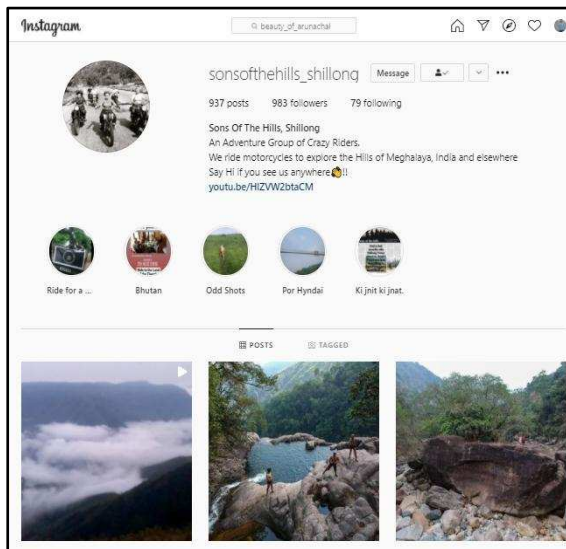 Instagram
beauty_of_arunachal
sonsofthehills_shillong Message
937 posts 983 followers 79 following
Sons Of The Hills, Shillong
An Adventure Group of Crazy Riders.
We ride motorcycles to explore the Hills of Meghalaya, India and elsewhere
Say Hi if you see us anywhere👏!!
youtu.be/HIZVW2btaCM
Ride for a ... Bhutan Odd Shots Por Hyndai Ki jnit ki jnat.
POSTS TAGGED